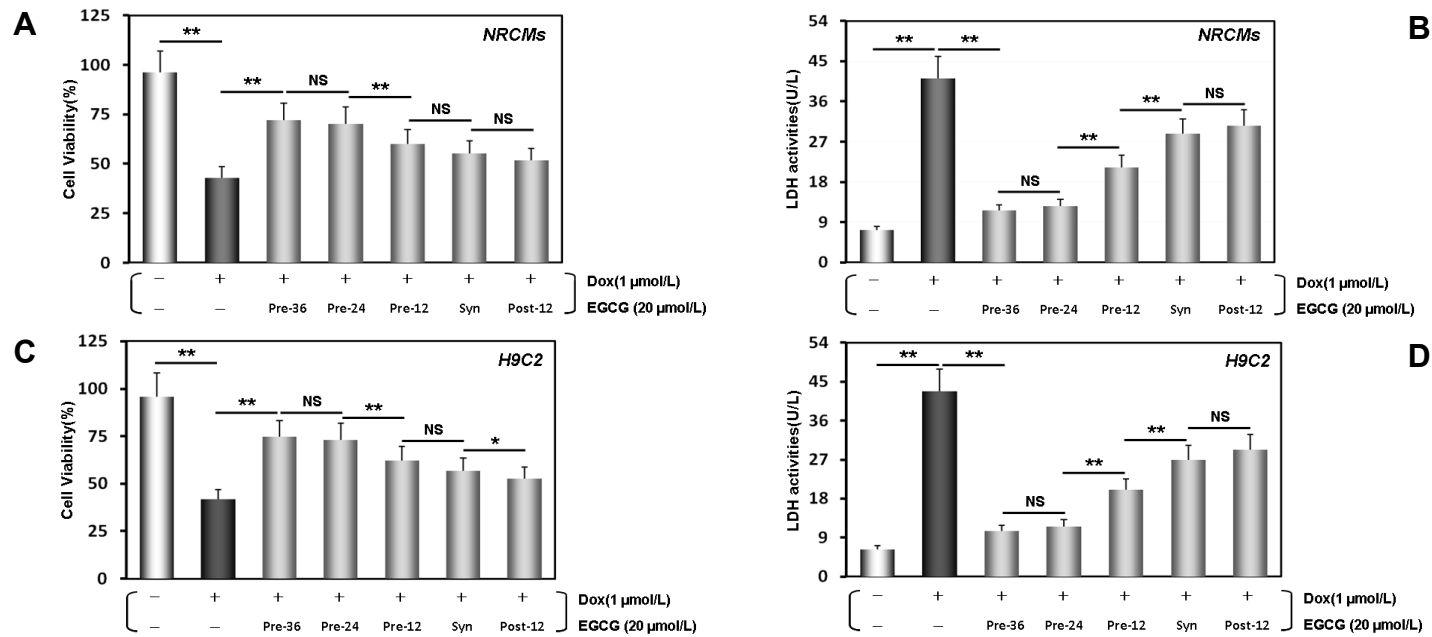 A
NRCMs
Cell Viability(%)
125
100
75
50
25
0
**
**
NS
**
NS
NS
− + + + + + + Dox(1 µmol/L)
− − Pre-36 Pre-24 Pre-12 Syn Post-12 EGCG (20 µmol/L)
B
NRCMs
LDH activities(U/L)
54
45
36
27
18
9
0
**
**
NS
**
**
NS
− + + + + + + Dox(1 µmol/L)
− − Pre-36 Pre-24 Pre-12 Syn Post-12 EGCG (20 µmol/L)
C
H9C2
Cell Viability(%)
125
100
75
50
25
0
**
**
NS
**
NS
*
− + + + + + + Dox(1 µmol/L)
− − Pre-36 Pre-24 Pre-12 Syn Post-12 EGCG (20 µmol/L)
D
H9C2
LDH activities(U/L)
54
45
36
27
18
9
0
**
**
NS
**
**
NS
− + + + + + + Dox(1 µmol/L)
− − Pre-36 Pre-24 Pre-12 Syn Post-12 EGCG (20 µmol/L)